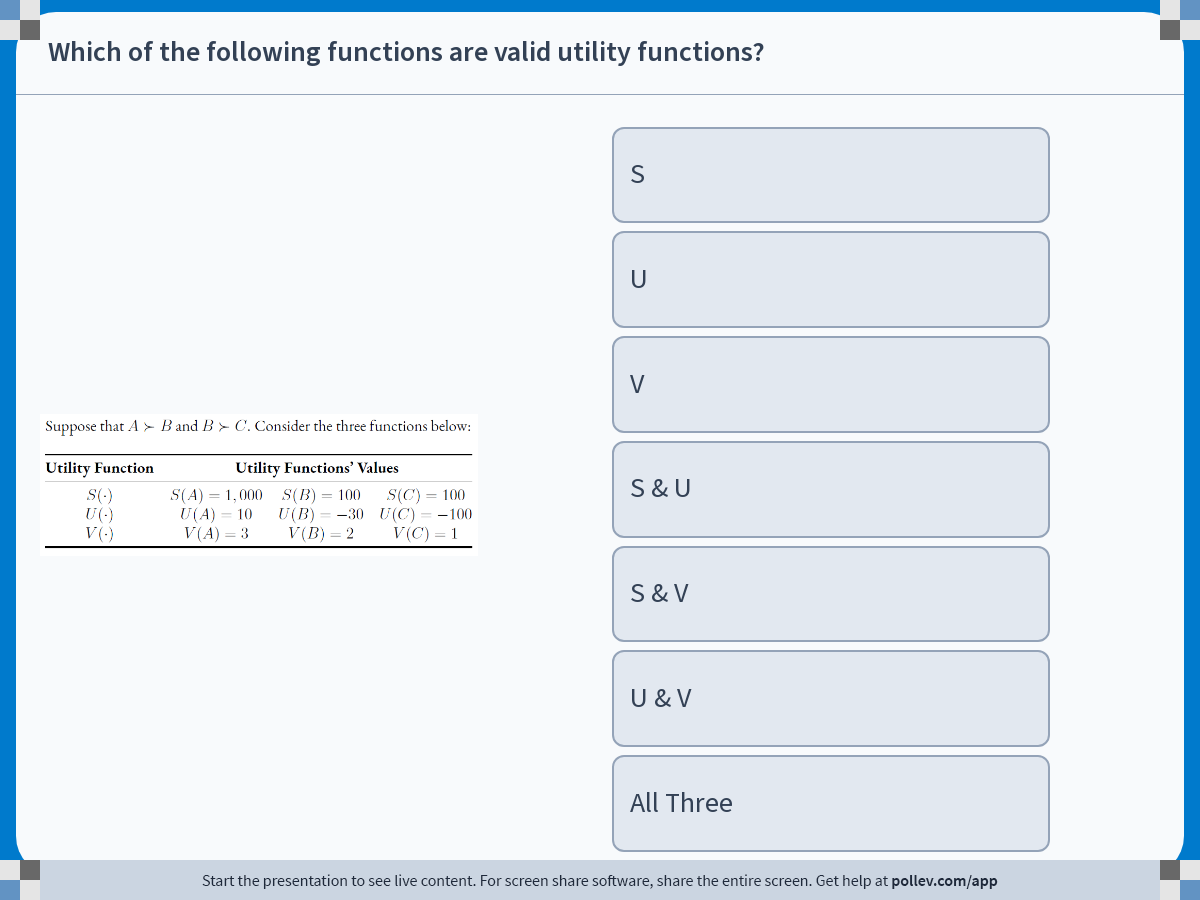 Which of the following functions are valid utility functions?
Suppose that A ≻ B and B ≻ C. Consider the three functions below:
Utility Function Utility Functions' Values
S(·) S(A) = 1,000 S(B) = 100 S(C) = 100
U(·) U(A) = 10 U(B) = −30 U(C) = −100
V(·) V(A) = 3 V(B) = 2 V(C) = 1
S
U
V
S & U
S & V
U & V
All Three
Start the presentation to see live content. For screen share software, share the entire screen. Get help at pollev.com/app